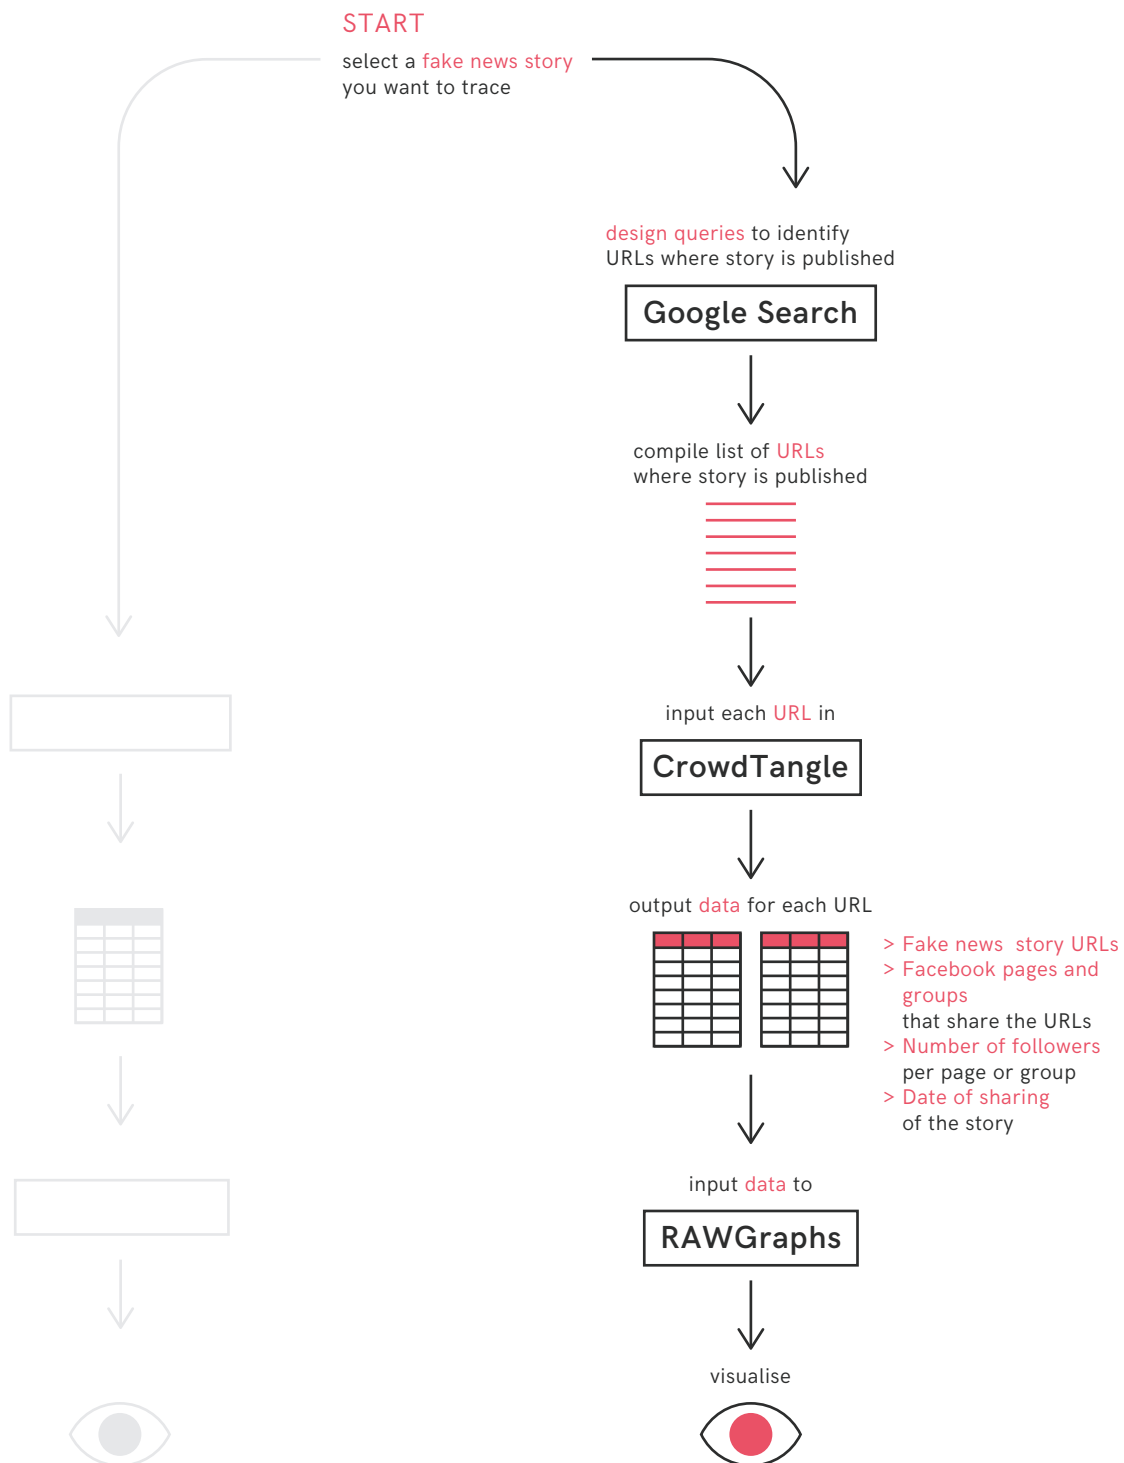 START
select a fake news story
you want to trace
design queries to identify
URLs where story is published
Google Search
compile list of URLs
where story is published
input each URL in
CrowdTangle
output data for each URL
> Fake news story URLs
> Facebook pages and
groups
that share the URLs
> Number of followers
per page or group
> Date of sharing
of the story
input data to
RAWGraphs
visualise